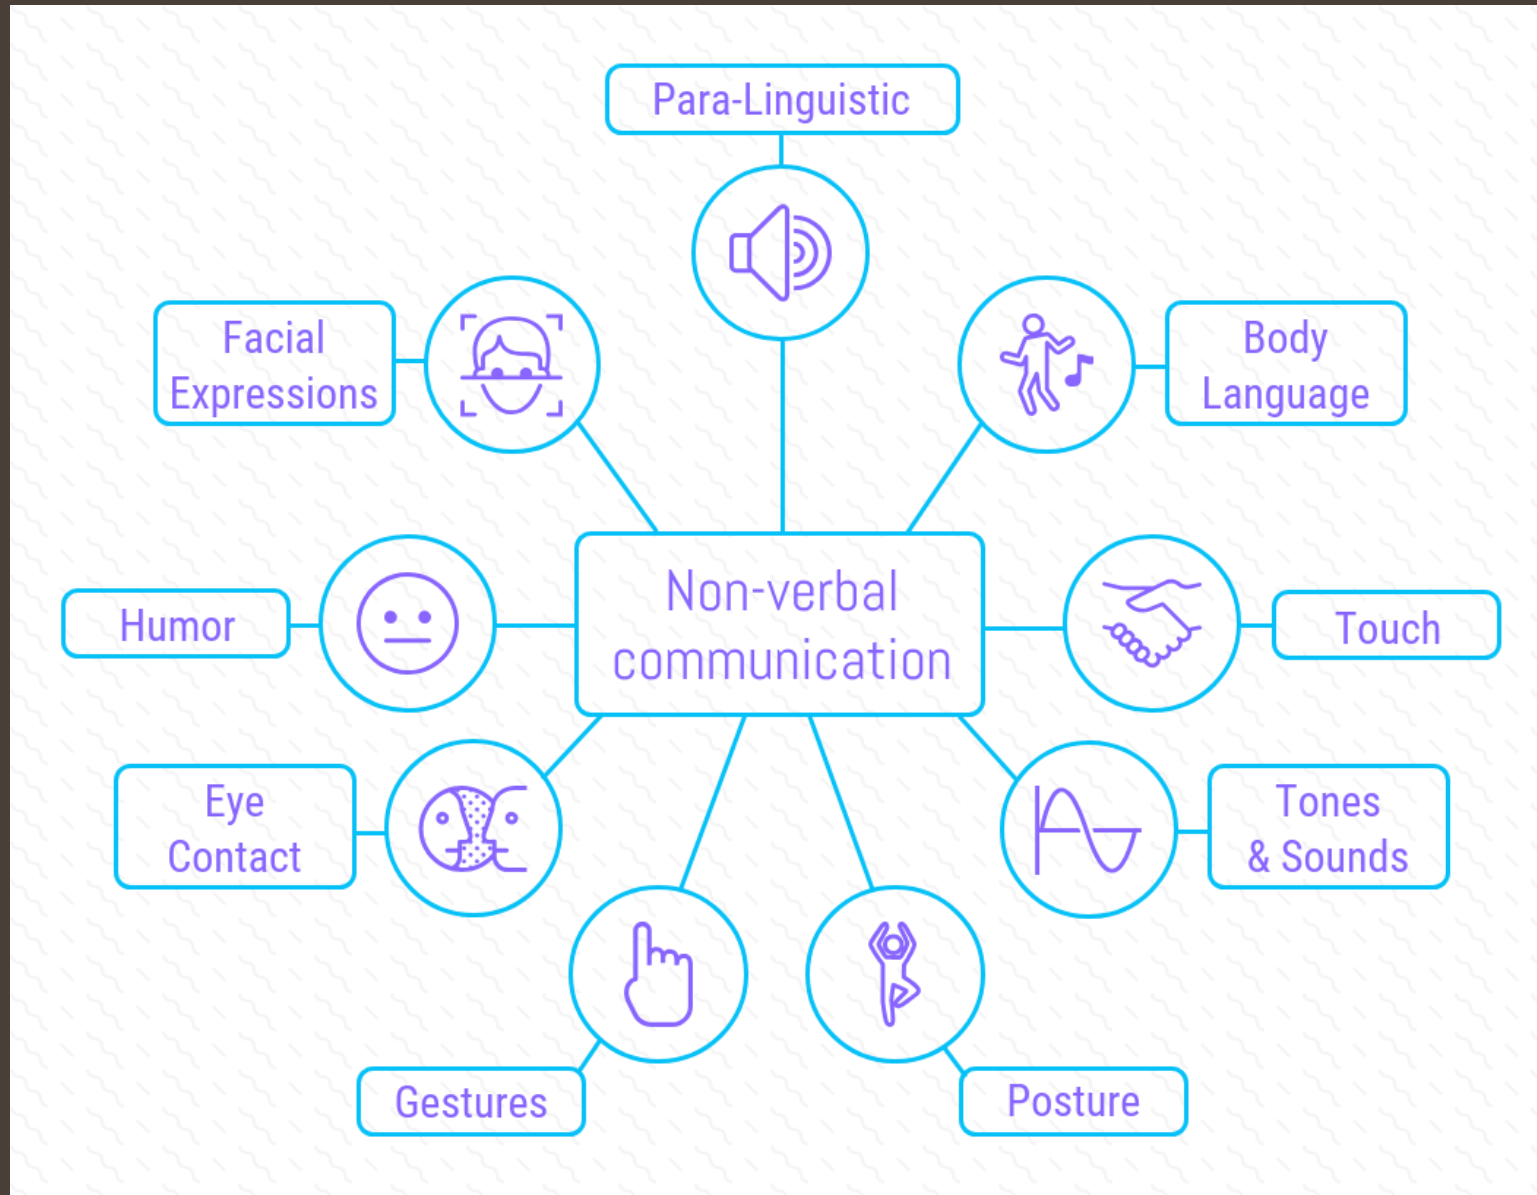 Para-Linguistic
Facial
Expressions
Body
Language
Non-verbal
communication
Humor
Touch
Eye
Contact
Tones
& Sounds
Gestures
Posture